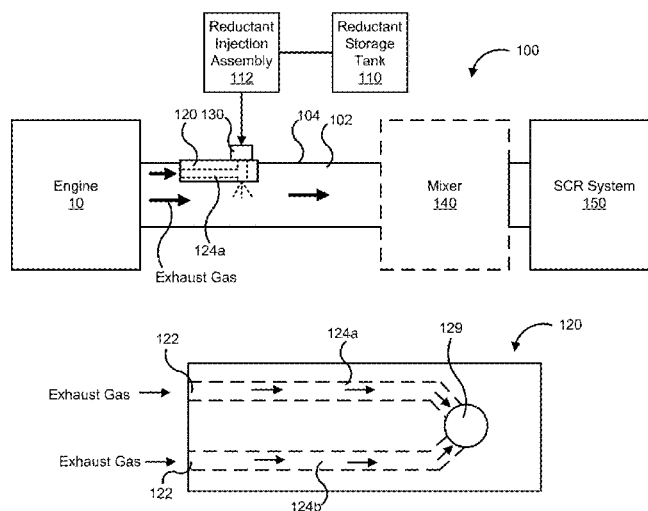 Reductant
Injection
Assembly
112
Reductant
Storage
Tank
110
100
120
130
104
102
Engine
10
Mixer
140
SCR System
150
124a
Exhaust Gas
120
122
124a
129
Exhaust Gas
Exhaust Gas
122
124b